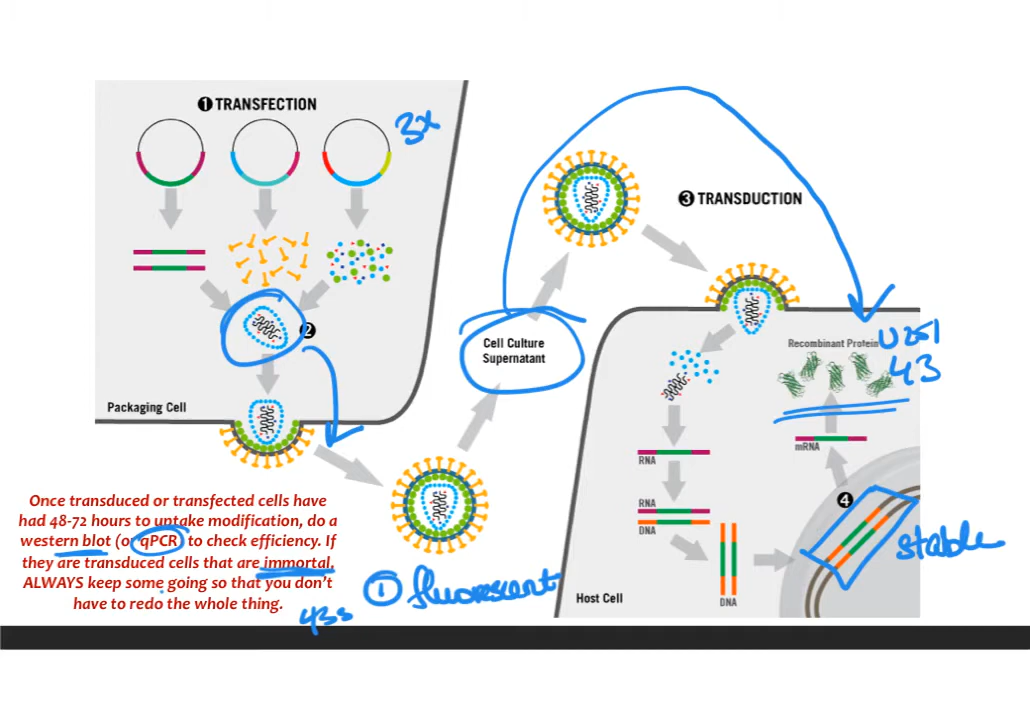 ❶ TRANSFECTION
3x
❷
Packaging Cell
Cell Culture
Supernatant
❸ TRANSDUCTION
Recombinant Protein
U251
43
mRNA
RNA
RNA
DNA
DNA
❹
stable
Host Cell
Once transduced or transfected cells have
had 48-72 hours to uptake modification, do a
western blot (or qPCR) to check efficiency. If
they are transduced cells that are immortal,
ALWAYS keep some going so that you don't
have to redo the whole thing.
43s
① fluorescent